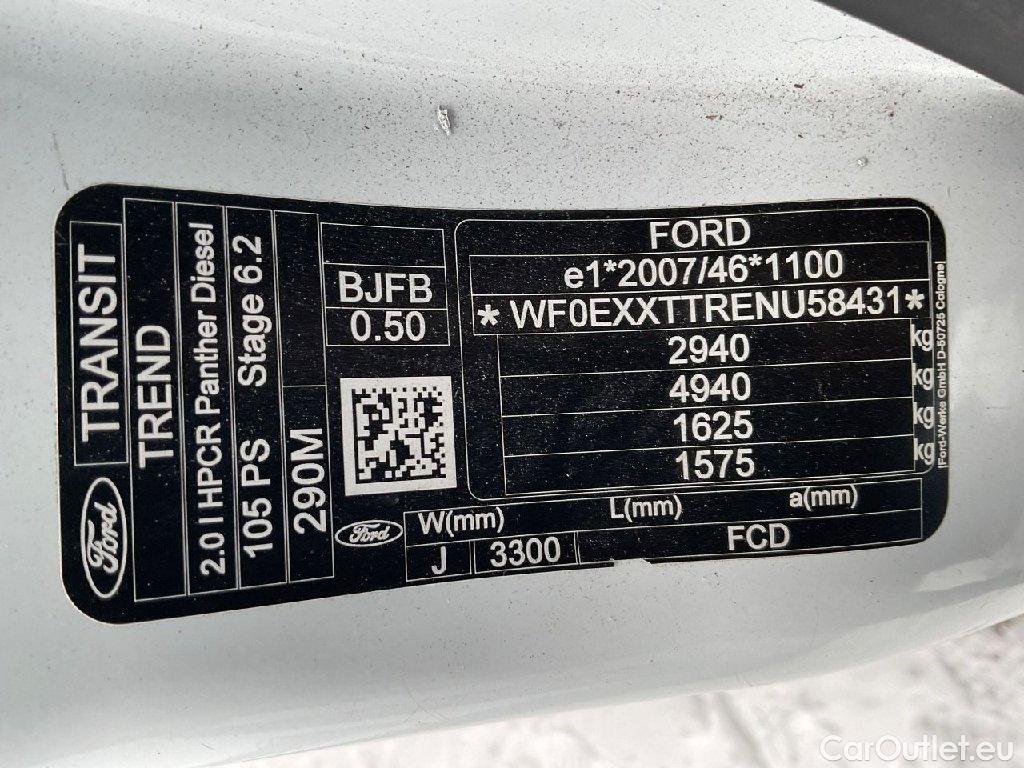 Ford
TRANSIT
TREND
2.0 l HPCR Panther Diesel
105 PS Stage 6.2
290M
BJFB
0.50
Ford
FORD
e1*2007/46*1100
* WF0EXXTTRENU58431 *
2940 kg
4940 kg
1625 kg
1575 kg
W(mm) L(mm) a(mm)
J 3300 FCD
Ford-Werke GmbH D-50725 Cologne
CarOutlet.eu